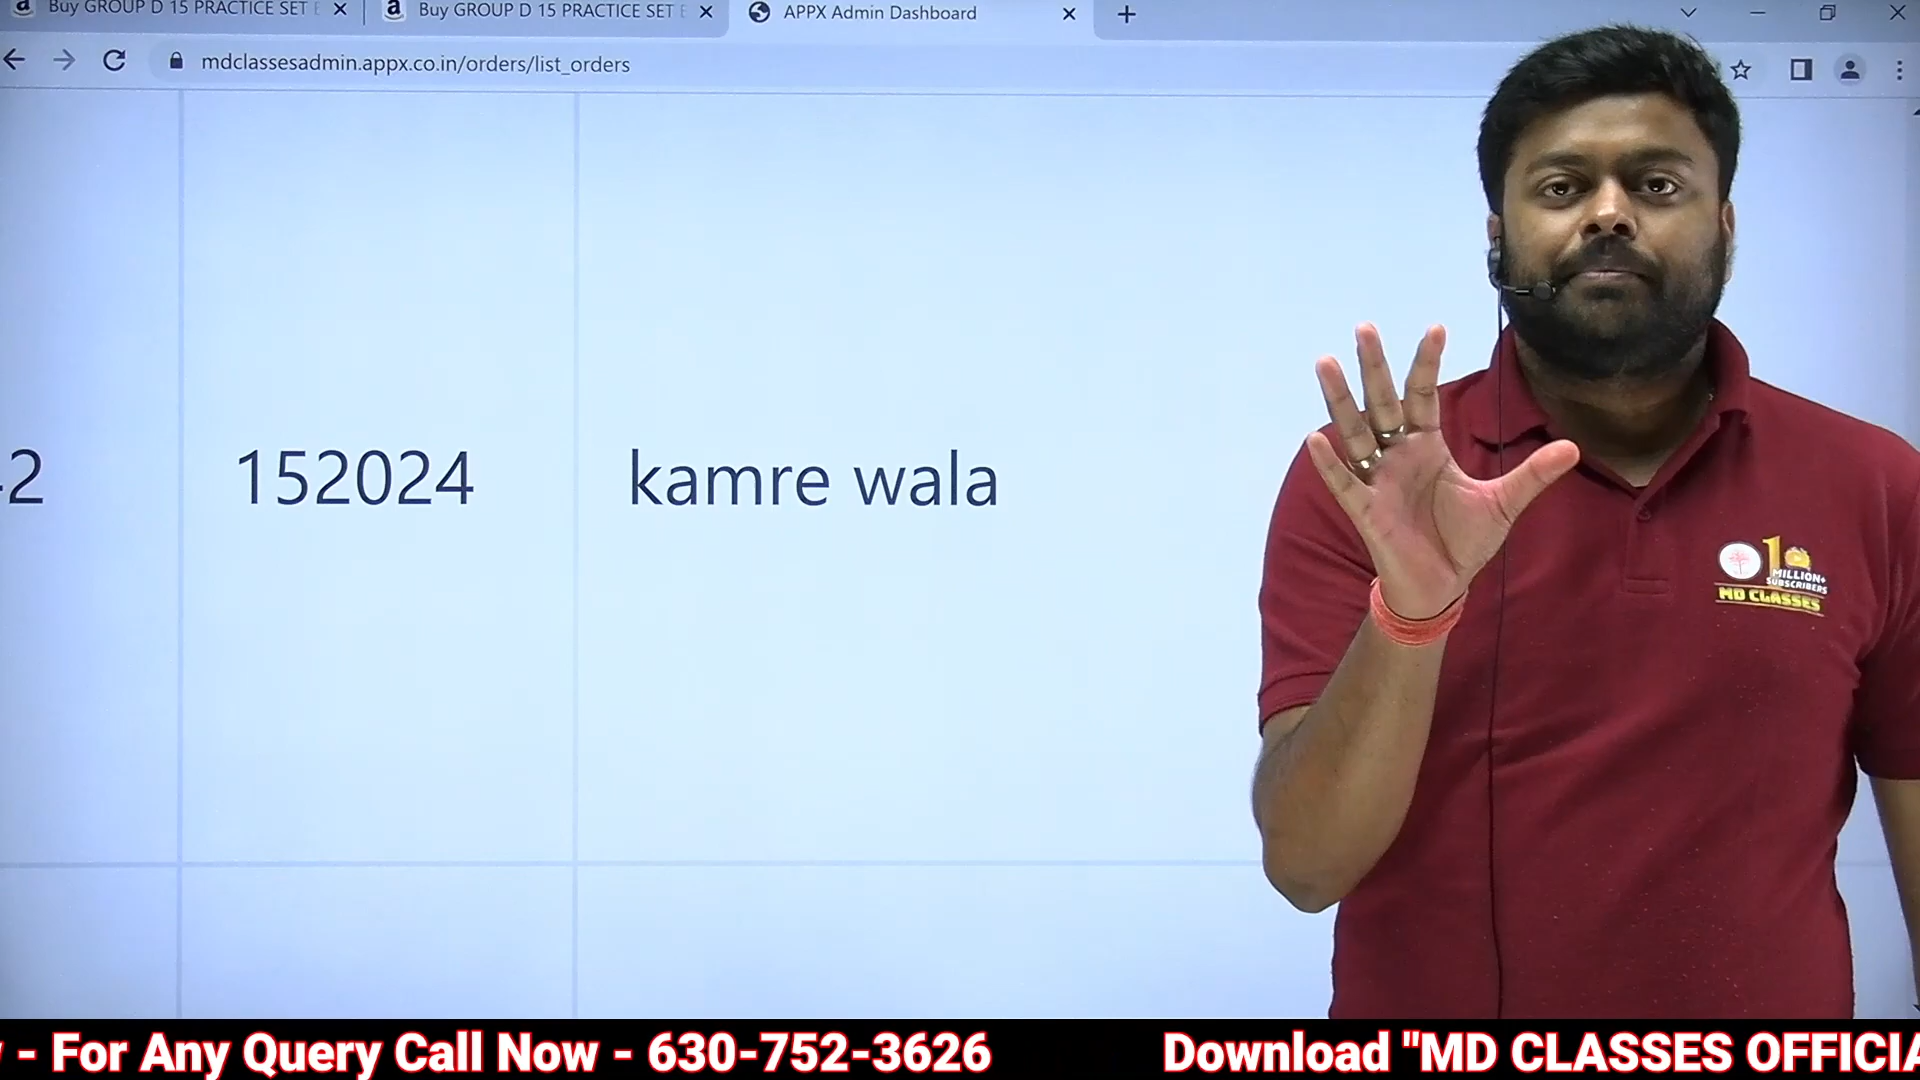 Buy GROUP D 15 PRACTICE SET
Buy GROUP D 15 PRACTICE SET
APPX Admin Dashboard
mdclassesadmin.appx.co.in/orders/list_orders
2
152024
kamre wala
MILLION+
SUBSCRIBERS
MD CLASSES
- For Any Query Call Now - 630-752-3626
Download "MD CLASSES OFFICIA